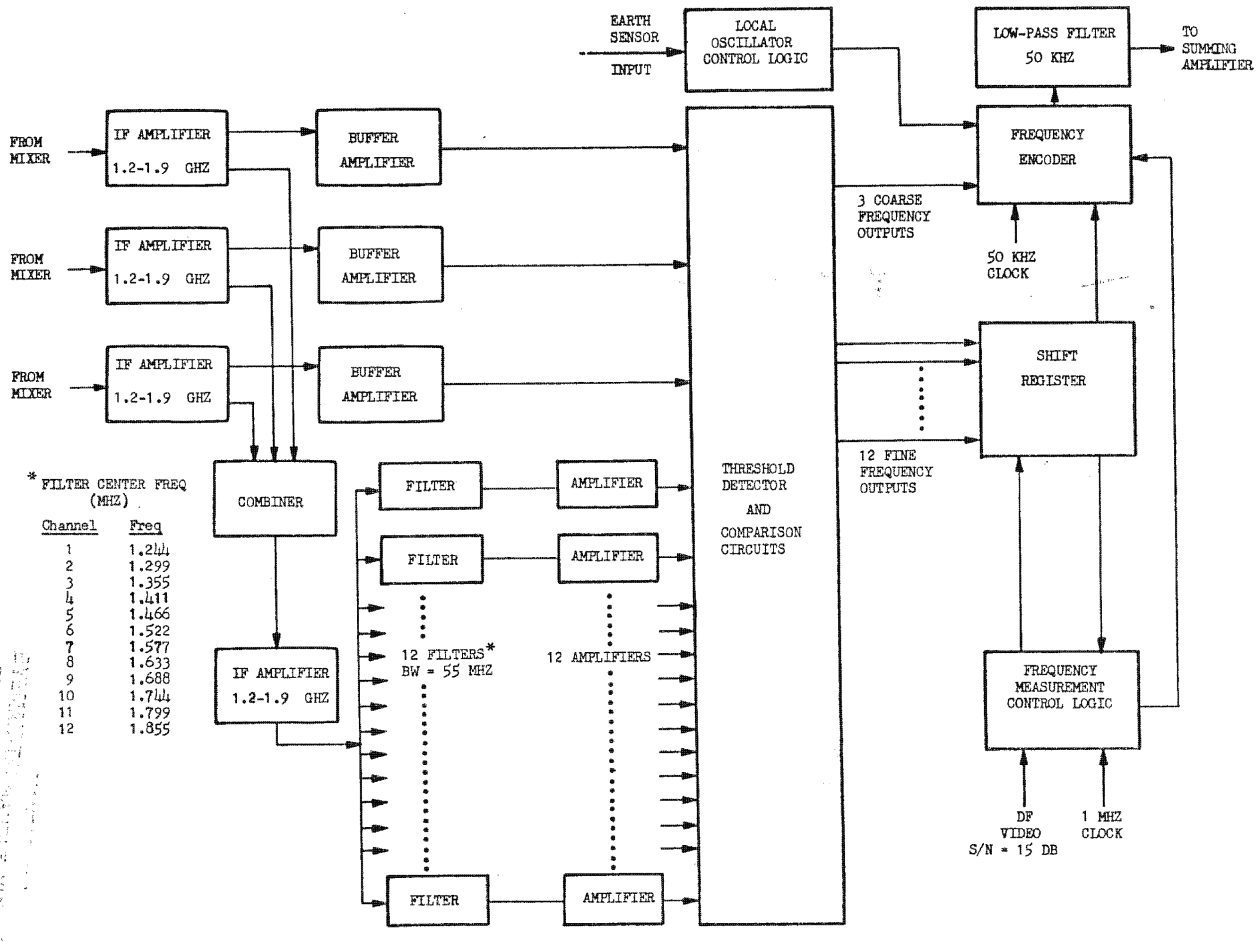 EARTH
SENSOR
INPUT
LOCAL
OSCILLATOR
CONTROL LOGIC
LOW-PASS FILTER
50 KHZ
TO
SUMMING
AMPLIFIER
FROM
MIXER
IF AMPLIFIER
1.2-1.9 GHZ
BUFFER
AMPLIFIER
FREQUENCY
ENCODER
3 COARSE
FREQUENCY
OUTPUTS
50 KHZ
CLOCK
FROM
MIXER
IF AMPLIFIER
1.2-1.9 GHZ
BUFFER
AMPLIFIER
FROM
MIXER
IF AMPLIFIER
1.2-1.9 GHZ
BUFFER
AMPLIFIER
SHIFT
REGISTER
12 FINE
FREQUENCY
OUTPUTS
* FILTER CENTER FREQ
(MHZ)
Channel Freq
1 1.244
2 1.299
3 1.355
4 1.411
5 1.466
6 1.522
7 1.577
8 1.633
9 1.688
10 1.744
11 1.799
12 1.855
COMBINER
IF AMPLIFIER
1.2-1.9 GHZ
FILTER
AMPLIFIER
FILTER
AMPLIFIER
12 FILTERS*
BW = 55 MHZ
12 AMPLIFIERS
FILTER
AMPLIFIER
THRESHOLD
DETECTOR
AND
COMPARISON
CIRCUITS
FREQUENCY
MEASUREMENT
CONTROL LOGIC
DF
VIDEO
S/N = 15 DB
1 MHZ
CLOCK